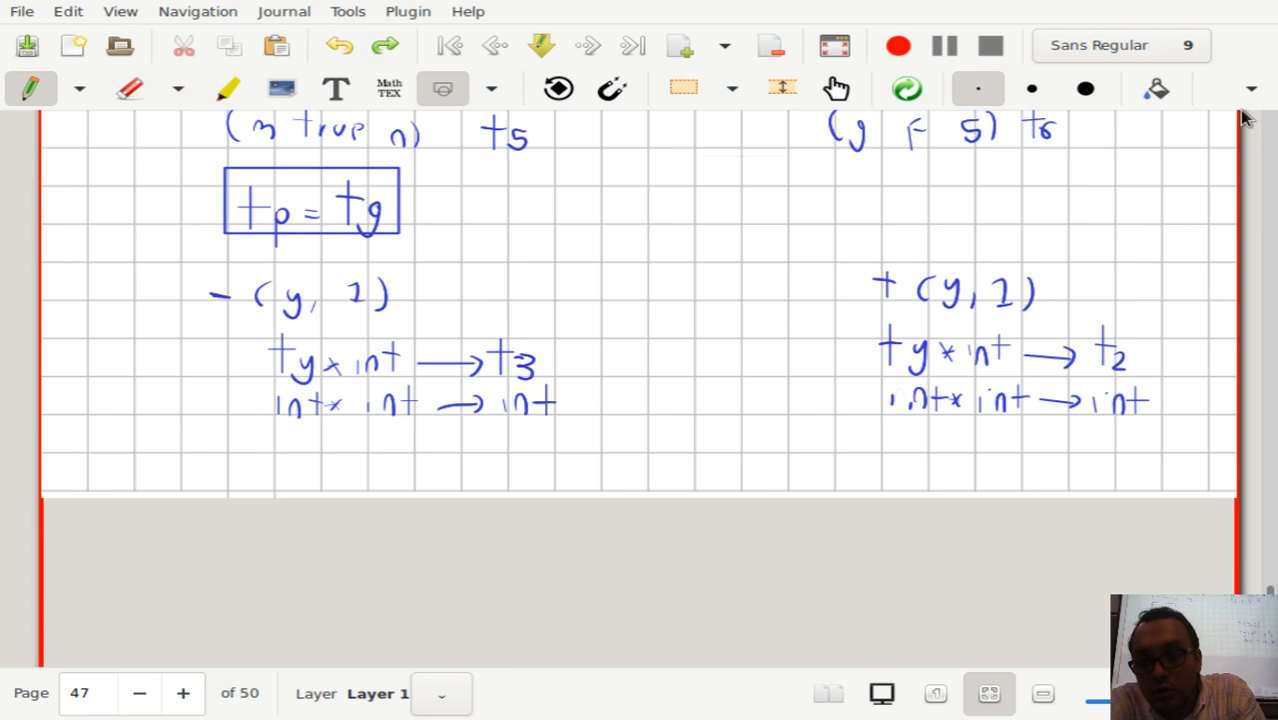 File Edit View Navigation Journal Tools Plugin Help
T Math TEX Sans Regular 9
(m true n) t5
(g F 5) t6
tp = tg
- (y, 1)
+ (y, 1)
ty * int → t3
ty * int → t2
int * int → int
int * int → int
Page 47 - + of 50 Layer Layer 1